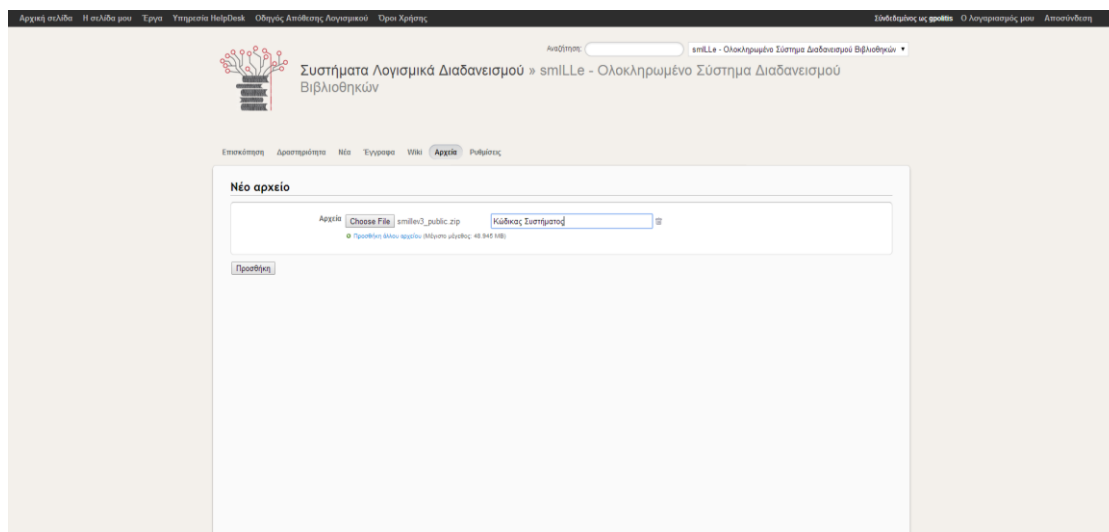 Αρχική σελίδα Η σελίδα μου Έργα Υπηρεσία HelpDesk Οδηγός Απόθεσης Λογισμικού Όροι Χρήσης Συνδεδεμένος ως gpolitis Ο λογαριασμός μου Αποσύνδεση
Αναζήτηση: smILLe - Ολοκληρωμένο Σύστημα Διαδανεισμού Βιβλιοθηκών
Συστήματα Λογισμικά Διαδανεισμού » smILLe - Ολοκληρωμένο Σύστημα Διαδανεισμού
Βιβλιοθηκών
Επισκόπηση Δραστηριότητα Νέα Έγγραφα Wiki Αρχεία Ρυθμίσεις
Νέο αρχείο
Αρχεία Choose File smillev3_public.zip Κώδικας Συστήματος
Προσθήκη άλλου αρχείου (Μέγιστο μέγεθος: 48.945 MB)
Προσθήκη